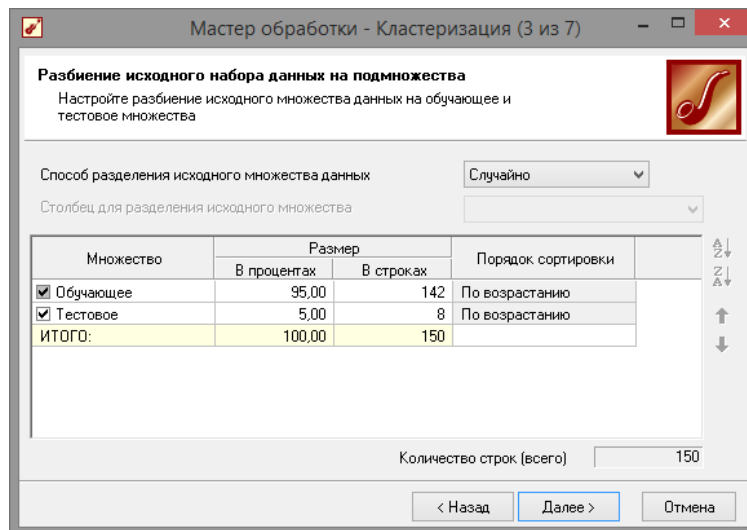 Мастер обработки - Кластеризация (3 из 7)
Разбиение исходного набора данных на подмножества
Настройте разбиение исходного множества данных на обучающее и
тестовое множества
Способ разделения исходного множества данных Случайно
Столбец для разделения исходного множества
Множество Размер Порядок сортировки
В процентах В строках
Обучающее 95,00 142 По возрастанию
Тестовое 5,00 8 По возрастанию
ИТОГО: 100,00 150
Количество строк (всего) 150
< Назад Далее > Отмена